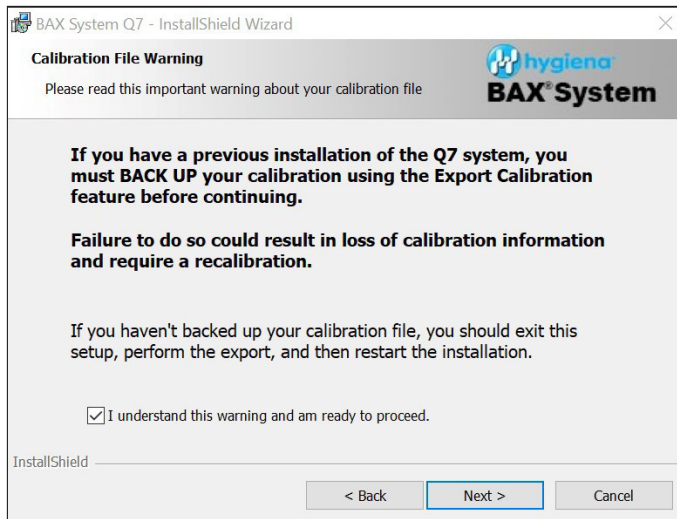 BAX System Q7 - InstallShield Wizard
Calibration File Warning
Please read this important warning about your calibration file
hygiena
BAX® System
If you have a previous installation of the Q7 system, you
must BACK UP your calibration using the Export Calibration
feature before continuing.
Failure to do so could result in loss of calibration information
and require a recalibration.
If you haven't backed up your calibration file, you should exit this
setup, perform the export, and then restart the installation.
I understand this warning and am ready to proceed.
InstallShield
< Back
Next >
Cancel